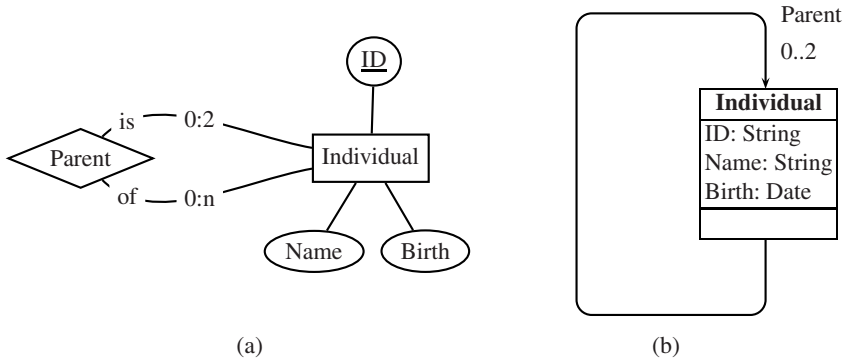 ID
is
0:2
Parent
Individual
of
0:n
Name
Birth
(a)
Parent
0..2
Individual
ID: String
Name: String
Birth: Date
(b)